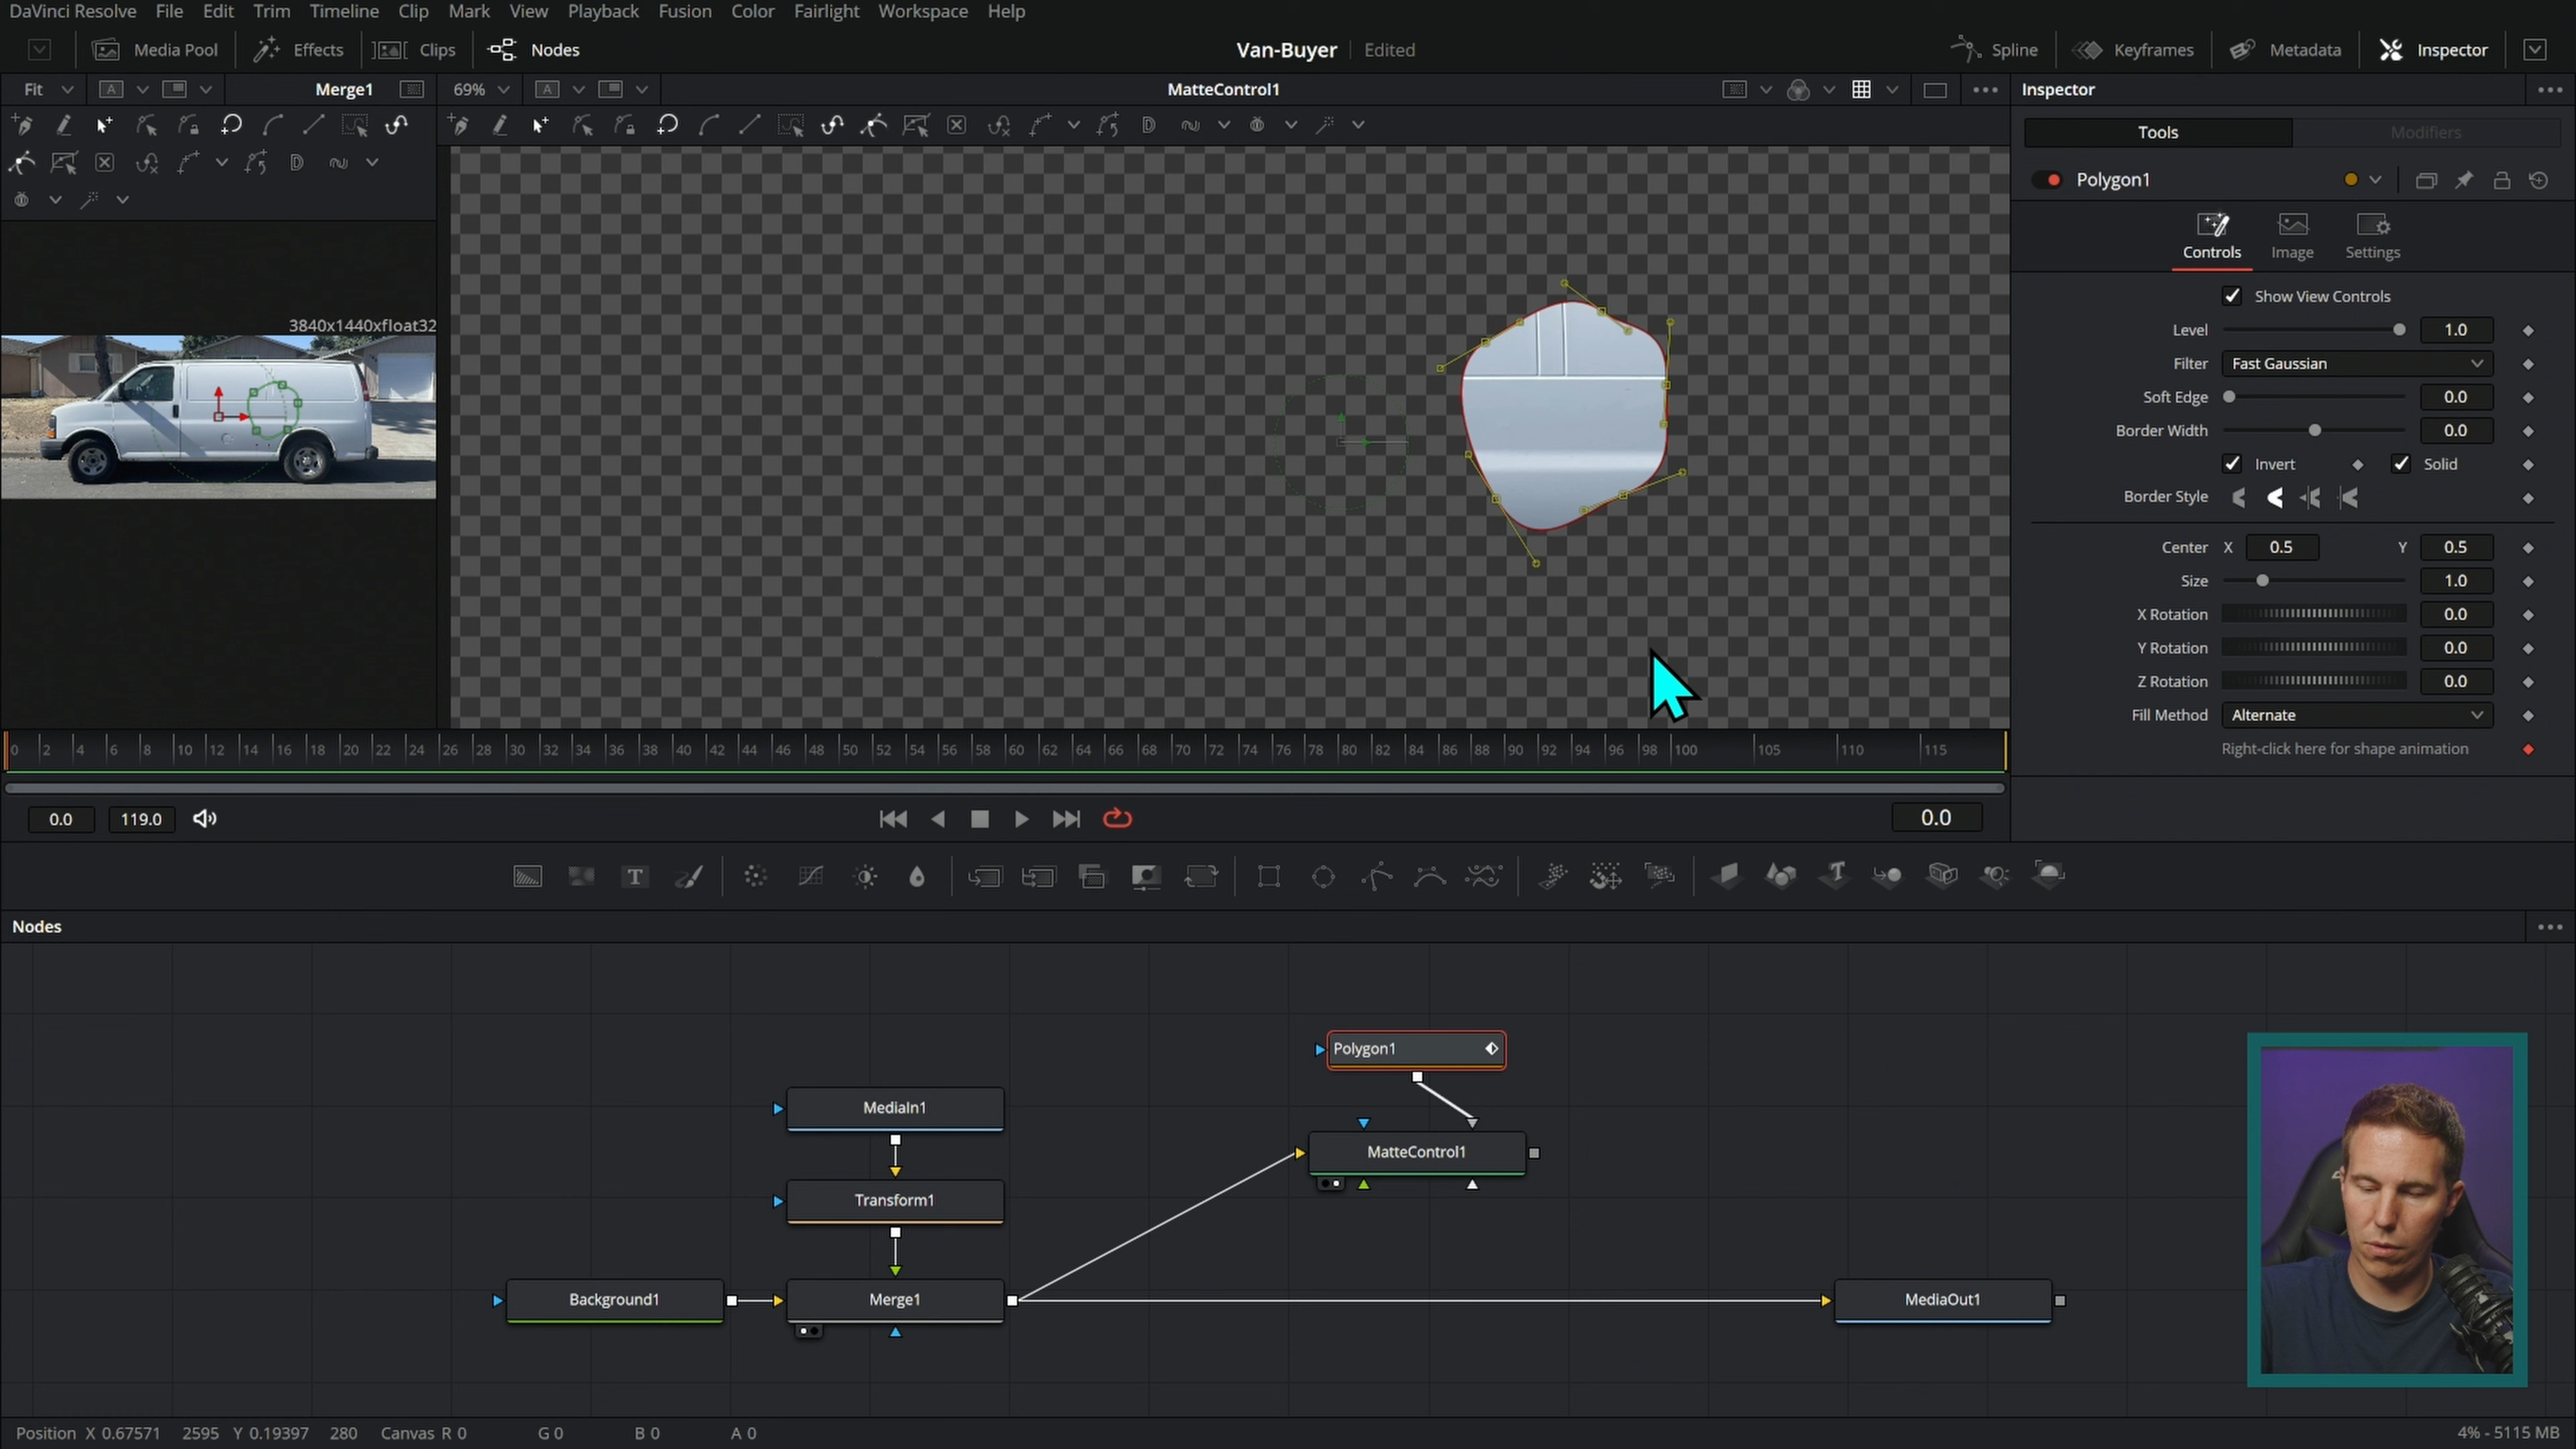 DaVinci Resolve File Edit Trim Timeline Clip Mark View Playback Fusion Color Fairlight Workspace Help
Media Pool Effects Clips Nodes Van-Buyer Edited Spline Keyframes Metadata Inspector
Fit A Merge1 69% A MatteControl1 Inspector
Tools Modifiers
Polygon1
Controls Image Settings
Show View Controls
3840x1440xfloat32
Level 1.0
Filter Fast Gaussian
Soft Edge 0.0
Border Width 0.0
Invert Solid
Border Style
Center X 0.5 Y 0.5
Size 1.0
X Rotation 0.0
Y Rotation 0.0
Z Rotation 0.0
Fill Method Alternate
Right-click here for shape animation
0 2 4 6 8 10 12 14 16 18 20 22 24 26 28 30 32 34 36 38 40 42 44 46 48 50 52 54 56 58 60 62 64 66 68 70 72 74 76 78 80 82 84 86 88 90 92 94 96 98 100 105 110 115
0.0 119.0 0.0
Nodes
Polygon1
MediaIn1
MatteControl1
Transform1
Background1 Merge1 MediaOut1
Position X 0.67571 2595 Y 0.19397 280 Canvas R 0 G 0 B 0 A 0 4% - 5115 MB